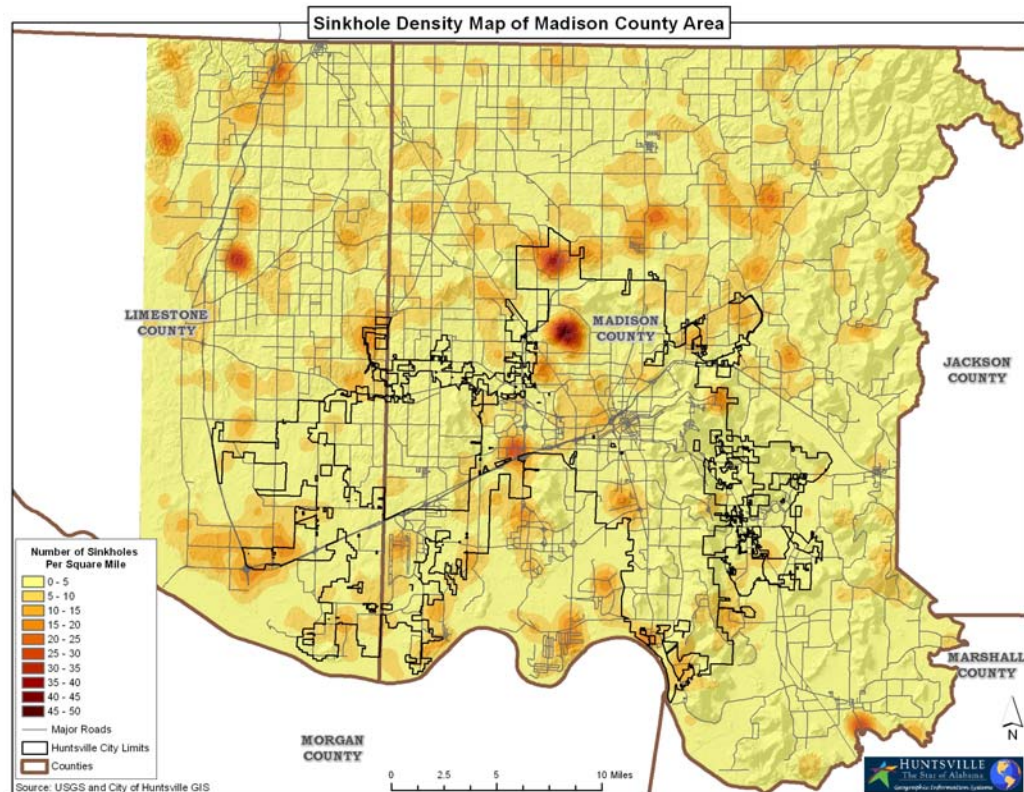 Sinkhole Density Map of Madison County Area
LIMESTONE
COUNTY
MADISON
COUNTY
JACKSON
COUNTY
MARSHALL
COUNTY
MORGAN
COUNTY
Number of Sinkholes
Per Square Mile
0 - 5
5 - 10
10 - 15
15 - 20
20 - 25
25 - 30
30 - 35
35 - 40
40 - 45
45 - 50
Major Roads
Huntsville City Limits
Counties
Source: USGS and City of Huntsville GIS
0 2.5 5 10 Miles
N
HUNTSVILLE
The Star of Alabama
Geographic Information Systems